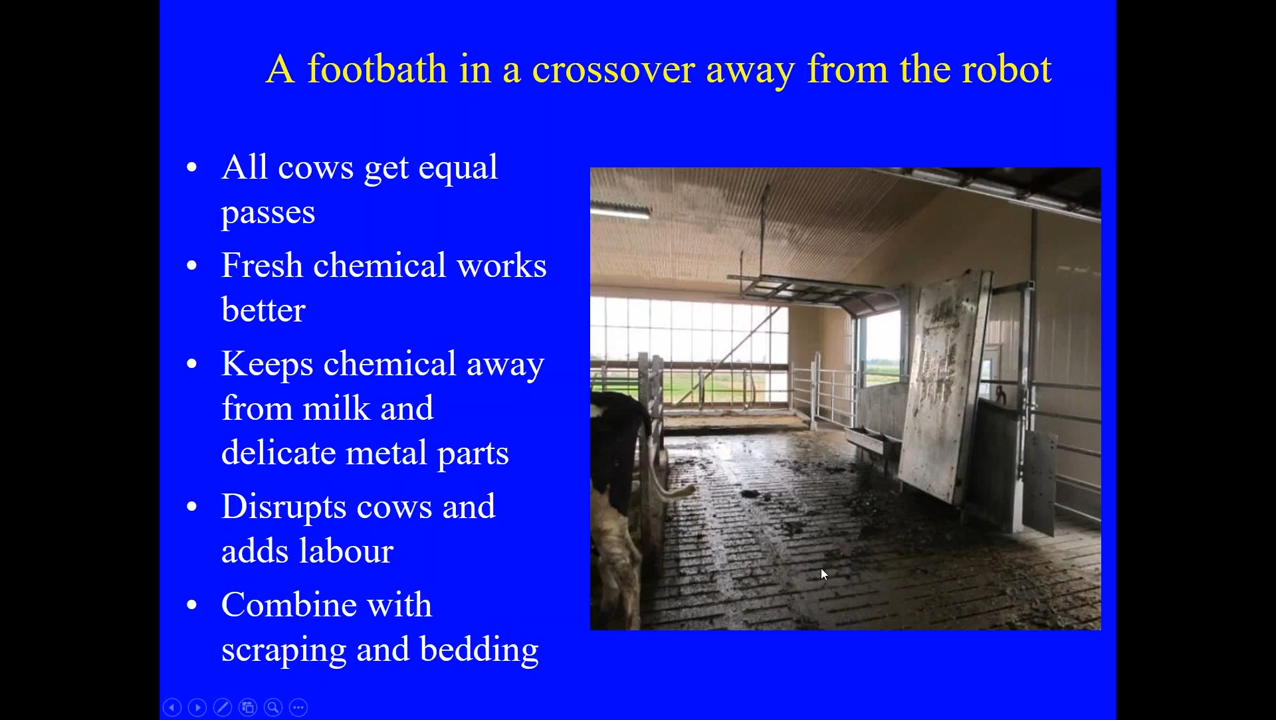 A footbath in a crossover away from the robot
• All cows get equal
passes
• Fresh chemical works
better
• Keeps chemical away
from milk and
delicate metal parts
• Disrupts cows and
adds labour
• Combine with
scraping and bedding